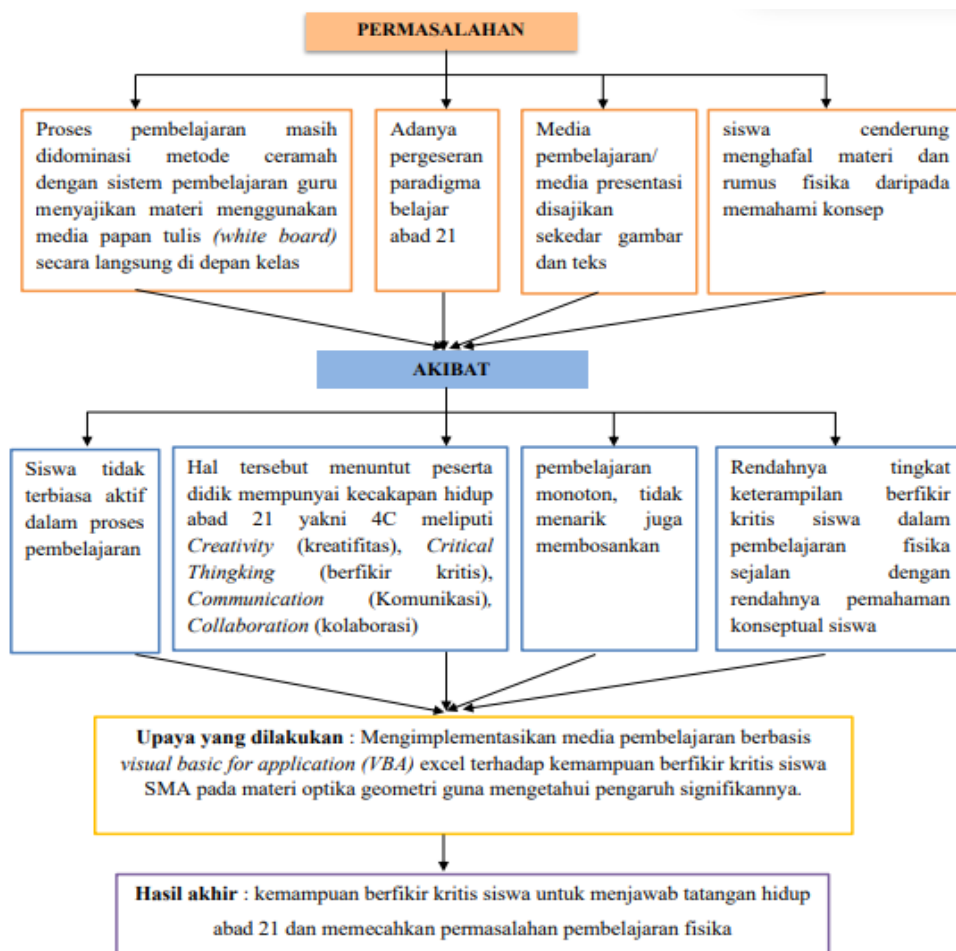 PERMASALAHAN
Proses pembelajaran masih
didominasi metode ceramah
dengan sistem pembelajaran guru
menyajikan materi menggunakan
media papan tulis (white board)
secara langsung di depan kelas
Adanya
pergeseran
paradigma
belajar
abad 21
Media
pembelajaran/
media presentasi
disajikan
sekedar gambar
dan teks
siswa cenderung
menghafal materi dan
rumus fisika daripada
memahami konsep
AKIBAT
Siswa tidak
terbiasa aktif
dalam proses
pembelajaran
Hal tersebut menuntut peserta
didik mempunyai kecakapan hidup
abad 21 yakni 4C meliputi
Creativity (kreatifitas), Critical
Thingking (berfikir kritis),
Communication (Komunikasi),
Collaboration (kolaborasi)
pembelajaran
monoton, tidak
menarik juga
membosankan
Rendahnya tingkat
keterampilan berfikir
kritis siswa dalam
pembelajaran fisika
sejalan dengan
rendahnya pemahaman
konseptual siswa
Upaya yang dilakukan : Mengimplementasikan media pembelajaran berbasis
visual basic for application (VBA) excel terhadap kemampuan berfikir kritis siswa
SMA pada materi optika geometri guna mengetahui pengaruh signifikannya.
Hasil akhir : kemampuan berfikir kritis siswa untuk menjawab tatangan hidup
abad 21 dan memecahkan permasalahan pembelajaran fisika